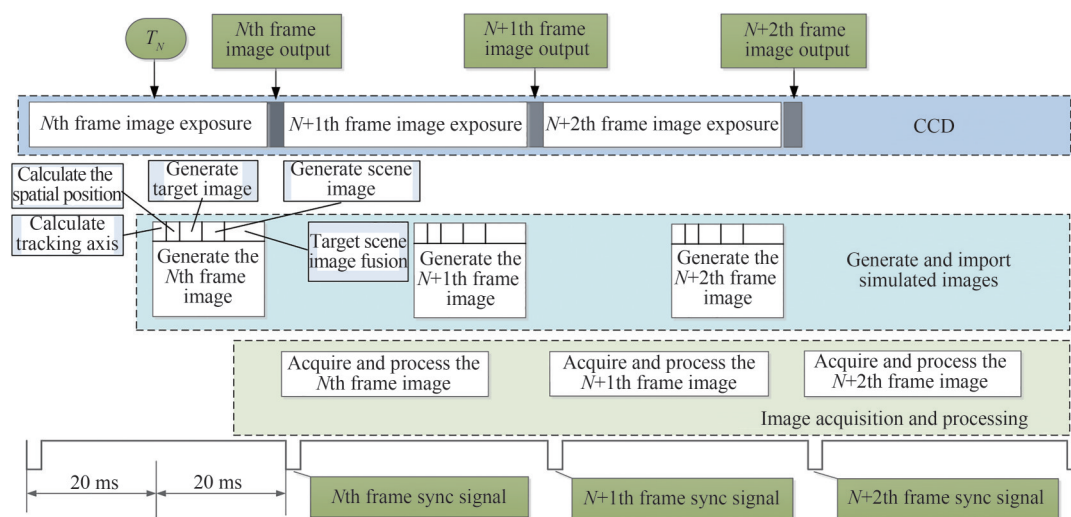 T_N
Nth frame
image output
N+1th frame
image output
N+2th frame
image output
Nth frame image exposure
N+1th frame image exposure
N+2th frame image exposure
CCD
Calculate the
spatial position
Generate
target image
Generate scene
image
Calculate
tracking axis
Target scene
image fusion
Generate the
Nth frame
image
Generate the
N+1th frame
image
Generate the
N+2th frame
image
Generate and import
simulated images
Acquire and process the
Nth frame image
Acquire and process the
N+1th frame image
Acquire and process the
N+2th frame image
Image acquisition and processing
20 ms
20 ms
Nth frame sync signal
N+1th frame sync signal
N+2th frame sync signal